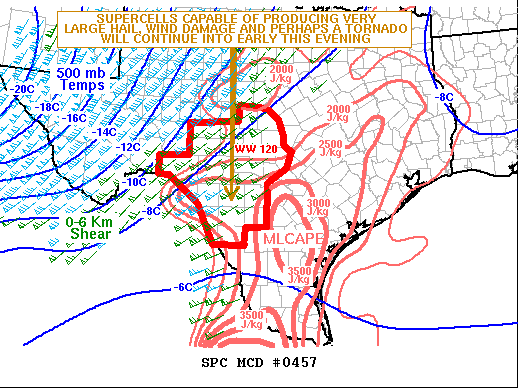 SUPERCELLS CAPABLE OF PRODUCING VERY
LARGE HAIL, WIND DAMAGE AND PERHAPS A TORNADO
WILL CONTINUE INTO EARLY THIS EVENING
500 mb
Temps
-20C
-18C
-16C
-14C
-12C
-10C
-8C
-8C
-6C
2000
J/kg
2000
J/kg
2500
J/kg
WW 120
3000
J/kg
0-6 Km
Shear
MLCAPE
3500
J/kg
3500
J/kg
SPC MCD #0457